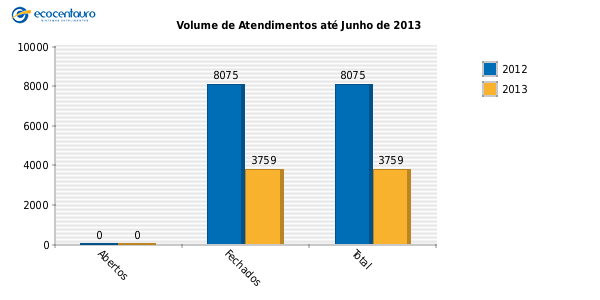 ecocentauro
Volume de Atendimentos até Junho de 2013
10000
8000
6000
4000
2000
0
0
0
8075
3759
8075
3759
Abertos
Fechados
Total
2012
2013